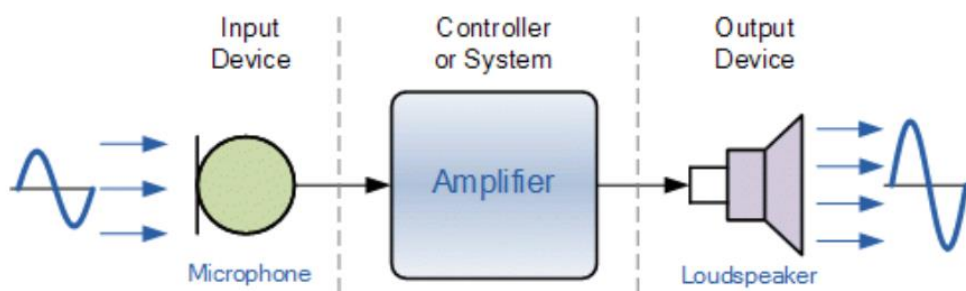 Input
Device
Controller
or System
Output
Device
Amplifier
Microphone
Loudspeaker